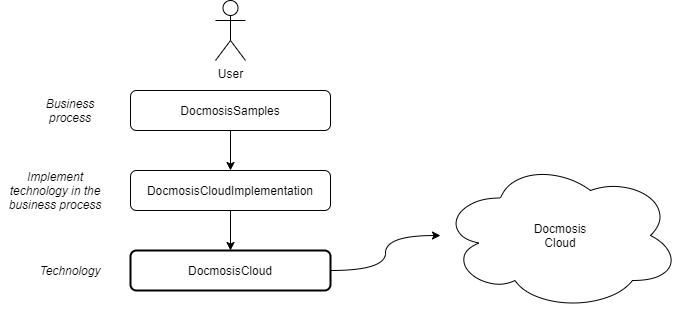 User
Business
process
DocmosisSamples
Implement
technology in the
business process
DocmosisCloudImplementation
Technology
DocmosisCloud
Docmosis
Cloud